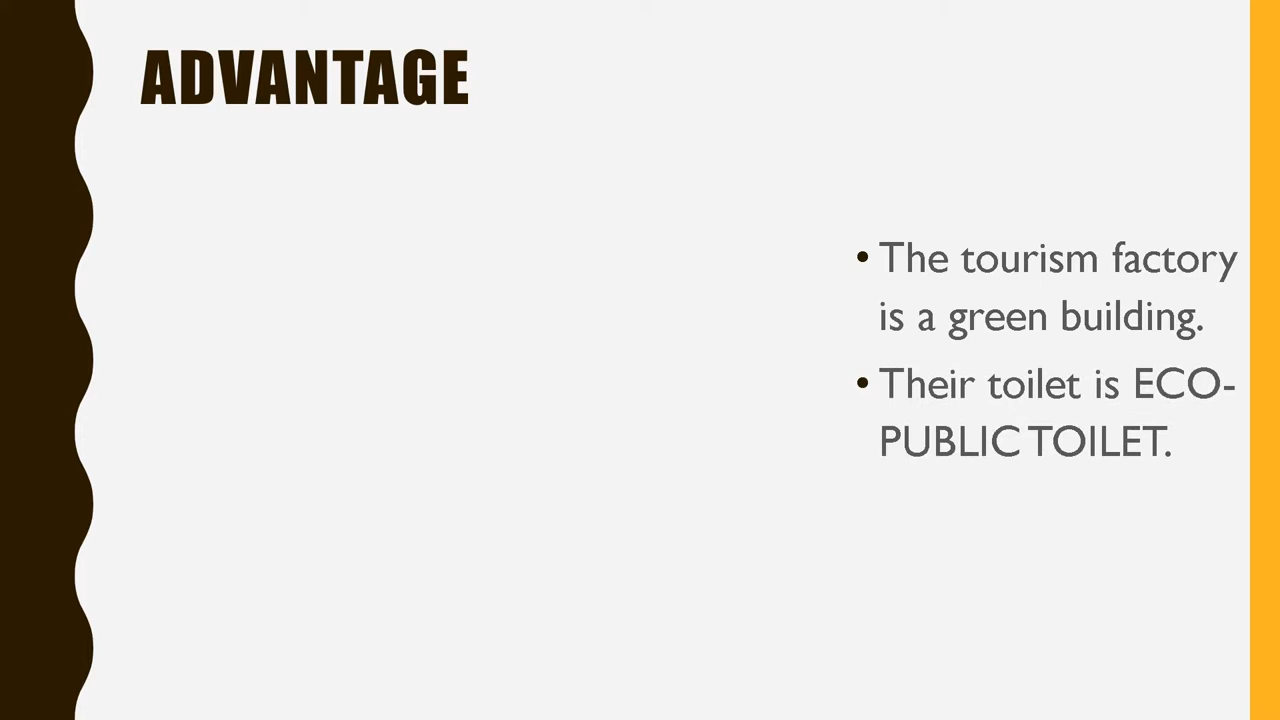 ADVANTAGE
• The tourism factory
is a green building.
• Their toilet is ECO-
PUBLIC TOILET.